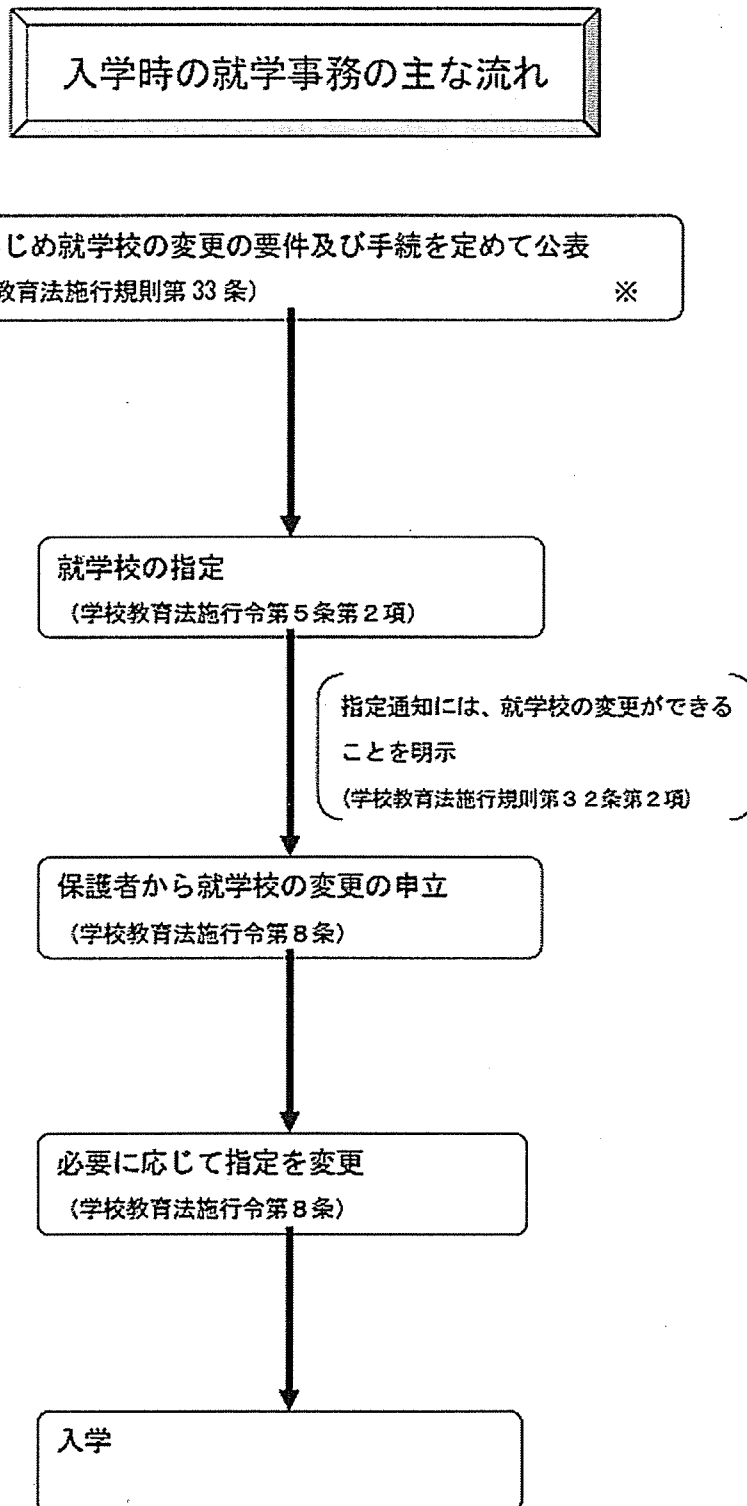 入学時の就学事務の主な流れ
じめ就学校の変更の要件及び手続を定めて公表
教育法施行規則第33条) ※
就学校の指定
(学校教育法施行令第5条第2項)
指定通知には、就学校の変更ができる
ことを明示
(学校教育法施行規則第32条第2項)
保護者から就学校の変更の申立
(学校教育法施行令第8条)
必要に応じて指定を変更
(学校教育法施行令第8条)
入学